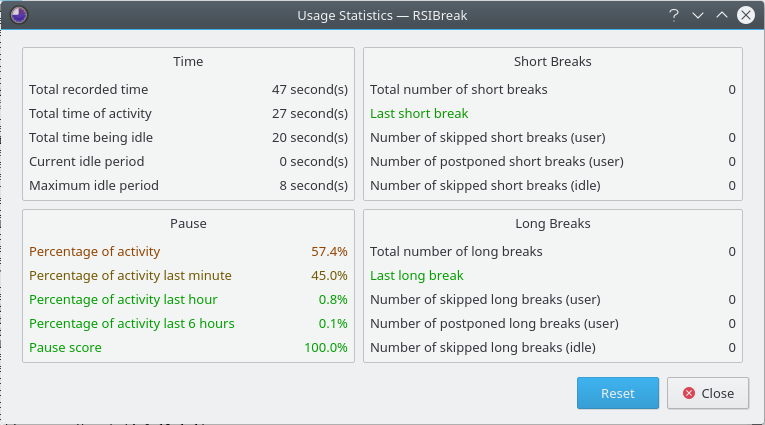 Usage Statistics — RSIBreak
Time
Total recorded time 47 second(s)
Total time of activity 27 second(s)
Total time being idle 20 second(s)
Current idle period 0 second(s)
Maximum idle period 8 second(s)
Short Breaks
Total number of short breaks 0
Last short break
Number of skipped short breaks (user) 0
Number of postponed short breaks (user) 0
Number of skipped short breaks (idle) 0
Pause
Percentage of activity 57.4%
Percentage of activity last minute 45.0%
Percentage of activity last hour 0.8%
Percentage of activity last 6 hours 0.1%
Pause score 100.0%
Long Breaks
Total number of long breaks 0
Last long break
Number of skipped long breaks (user) 0
Number of postponed long breaks (user) 0
Number of skipped long breaks (idle) 0
Reset
Close